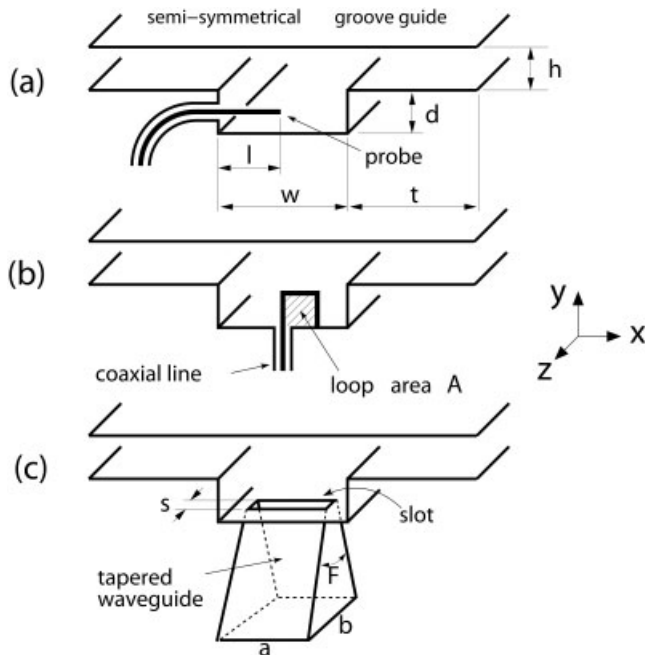 semi-symmetrical groove guide
(a)
h
d
probe
l
w
t
(b)
y
x
z
coaxial line
loop area A
(c)
s
slot
tapered
waveguide
F
b
a